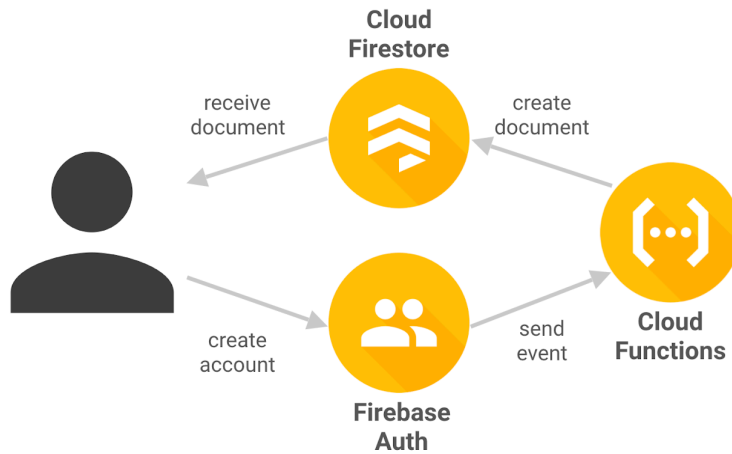 Cloud
Firestore
receive
document
create
document
create
account
send
event
Cloud
Functions
Firebase
Auth